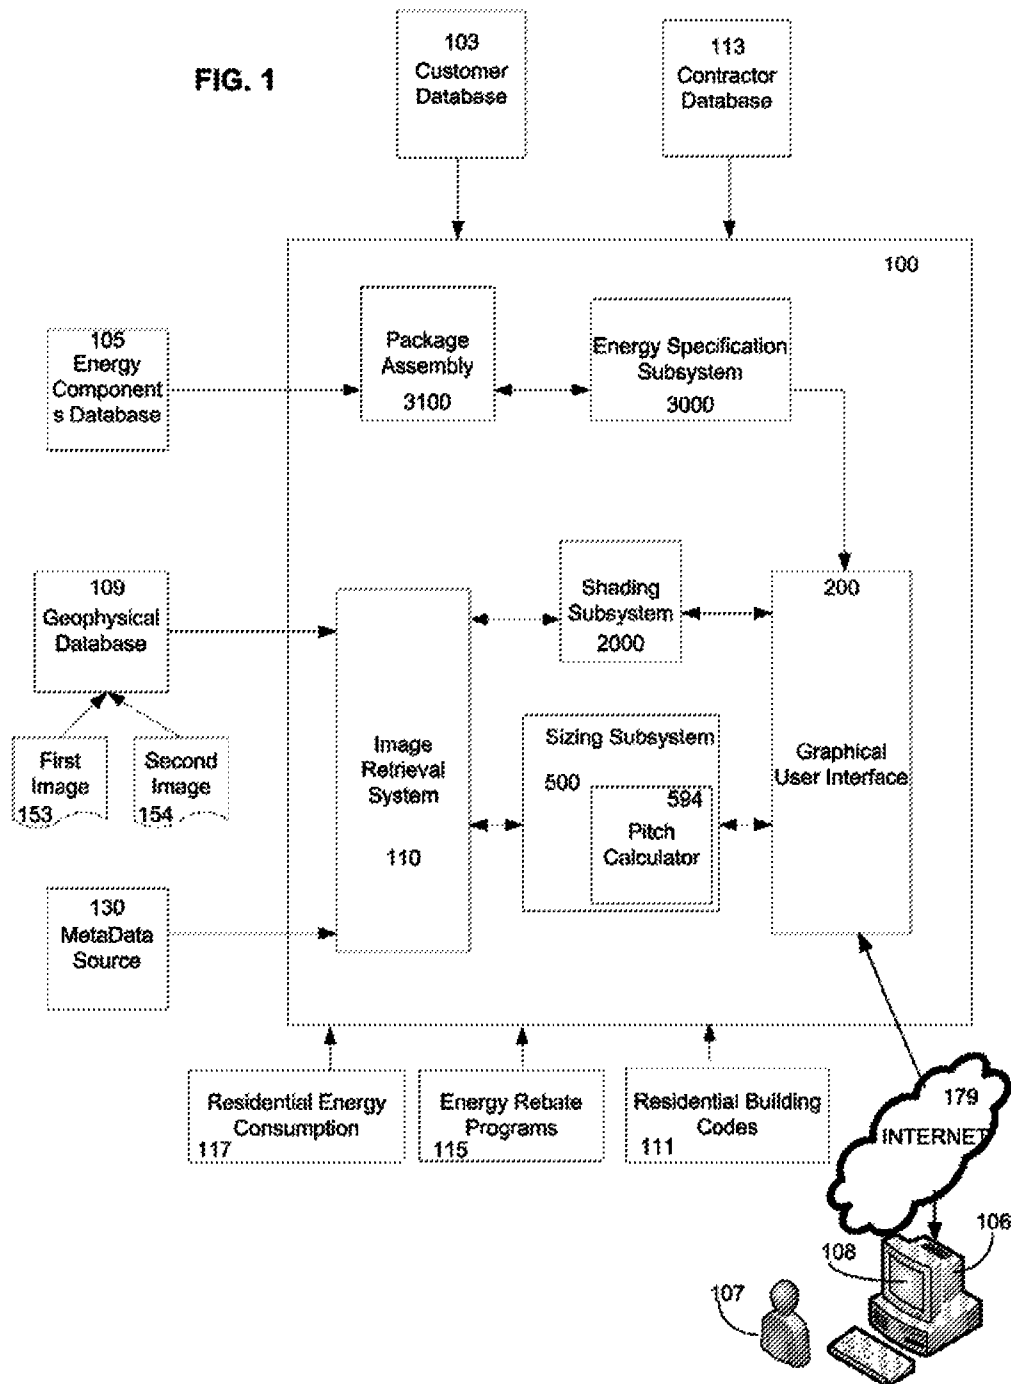 FIG. 1
103
Customer
Database
113
Contractor
Database
100
105
Energy
Component
s Database
Package
Assembly
3100
Energy Specification
Subsystem
3000
109
Geophysical
Database
First
Image
153
Second
Image
154
130
MetaData
Source
Image
Retrieval
System
110
Shading
Subsystem
2000
Sizing Subsystem
500
594
Pitch
Calculator
200
Graphical
User Interface
Residential Energy
Consumption
117
Energy Rebate
Programs
115
Residential Building
Codes
111
179
INTERNET
106
108
107